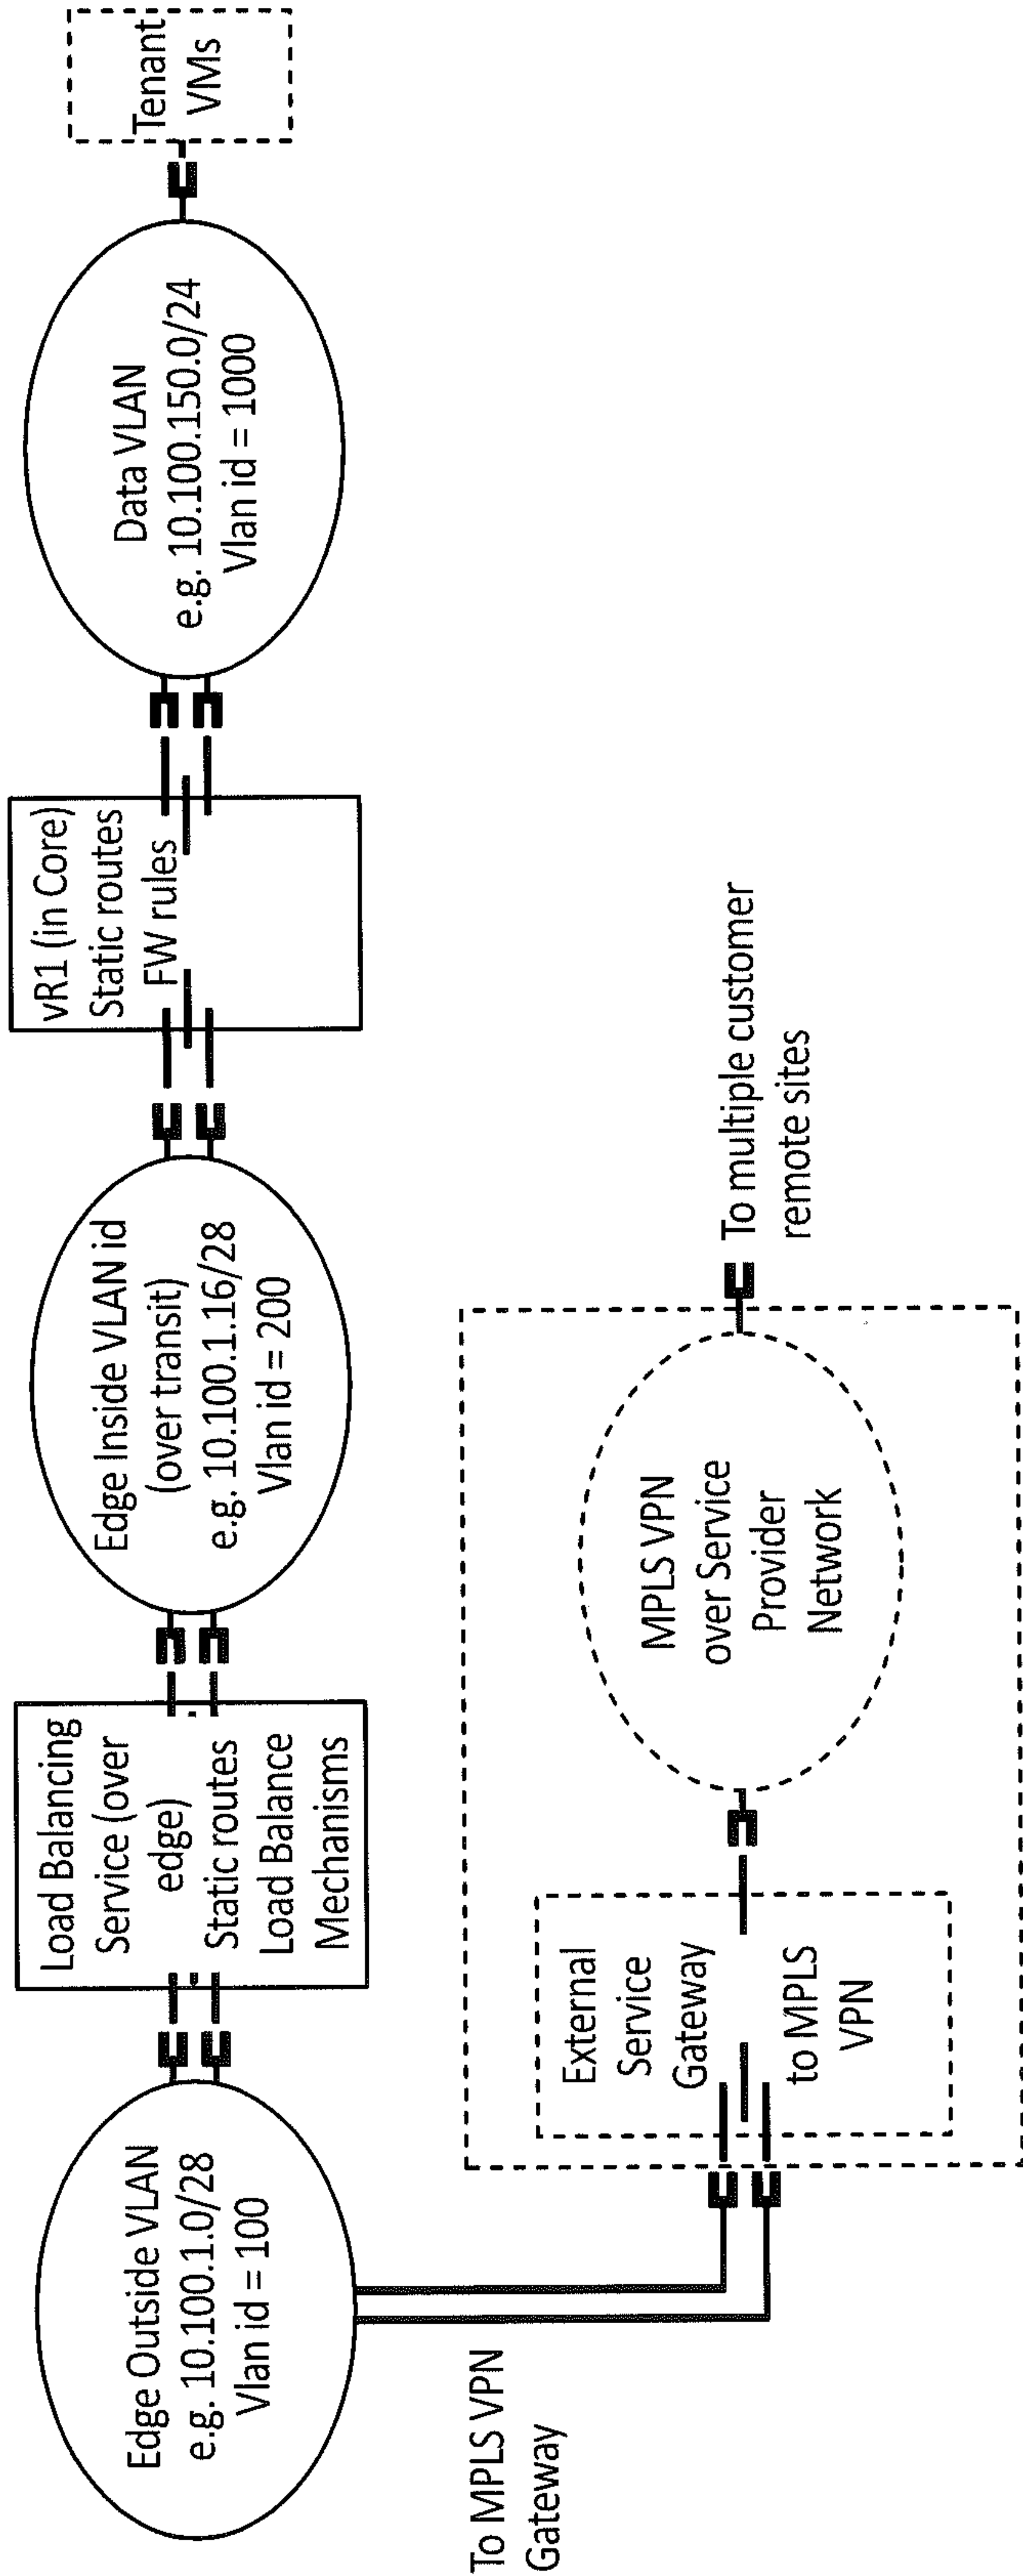 Edge Outside VLAN
e.g. 10.100.1.0/28
Vlan id = 100
Load Balancing
Service (over
edge)
Static routes
Load Balance
Mechanisms
Edge Inside VLAN id
(over transit)
e.g. 10.100.1.16/28
Vlan id = 200
vR1 (in Core)
Static routes
FW rules
Data VLAN
e.g. 10.100.150.0/24
Vlan id = 1000
Tenant
VMs
To MPLS VPN
Gateway
External
Service
Gateway
to MPLS
VPN
MPLS VPN
over Service
Provider
Network
To multiple customer
remote sites